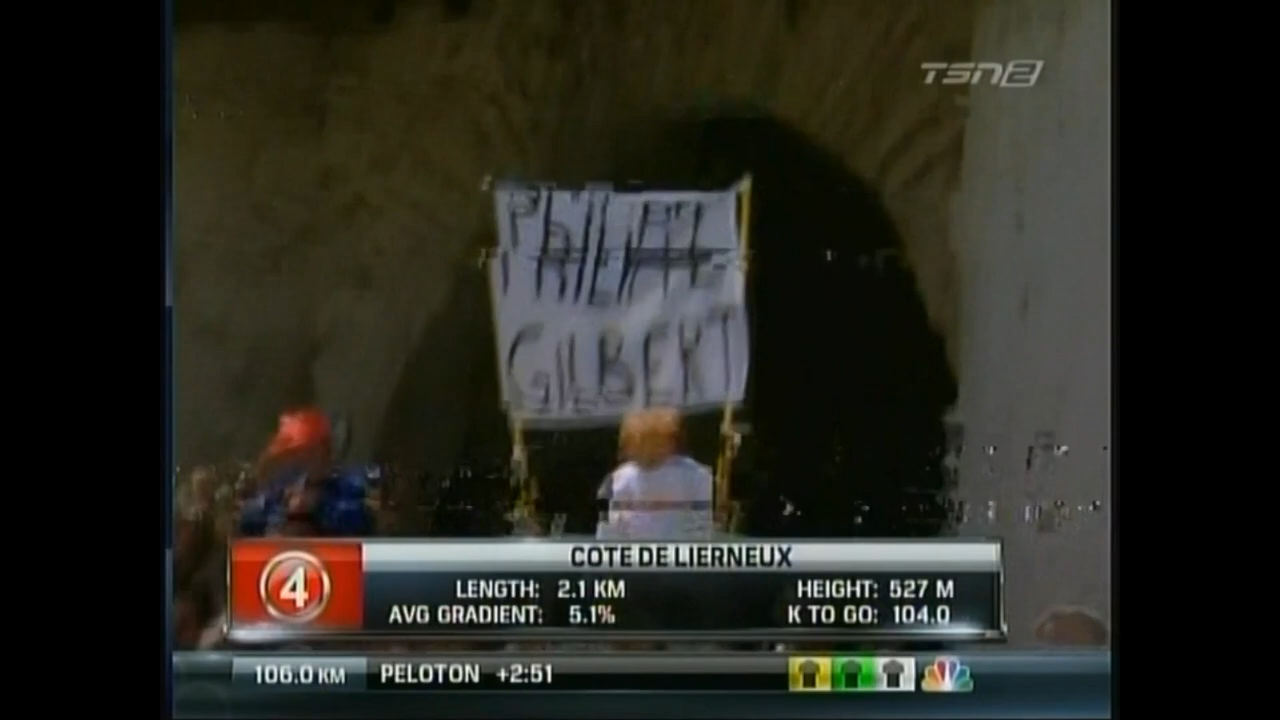 TSN2
PHILIPPE
GILBERT
4
COTE DE LIERNEUX
LENGTH: 2.1 KM
HEIGHT: 527 M
AVG GRADIENT: 5.1%
K TO GO: 104.0
106.0 KM
PELOTON +2:51